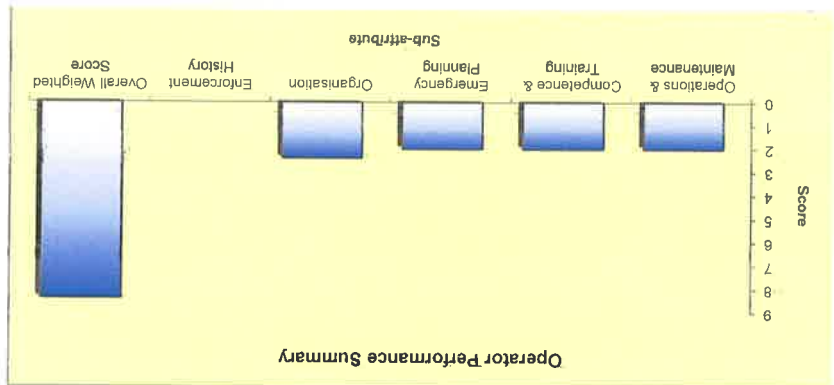 Operator Performance Summary
Score
9
8
7
6
5
4
3
2
1
0
Operations &
Maintenance
Competence &
Training
Emergency
Planning
Organisation
Enforcement
History
Overall Weighted
Score
Sub-attribute